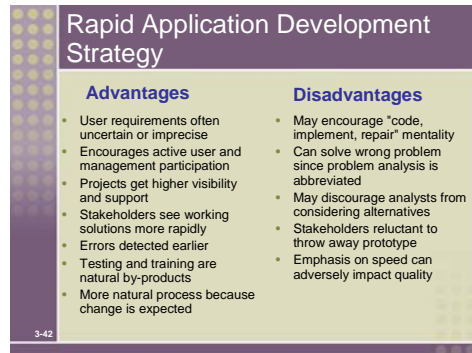 Rapid Application Development
Strategy
Advantages
• User requirements often
uncertain or imprecise
• Encourages active user and
management participation
• Projects get higher visibility
and support
• Stakeholders see working
solutions more rapidly
• Errors detected earlier
• Testing and training are
natural by-products
• More natural process because
change is expected
Disadvantages
• May encourage "code,
implement, repair" mentality
• Can solve wrong problem
since problem analysis is
abbreviated
• May discourage analysts from
considering alternatives
• Stakeholders reluctant to
throw away prototype
• Emphasis on speed can
adversely impact quality
3-42